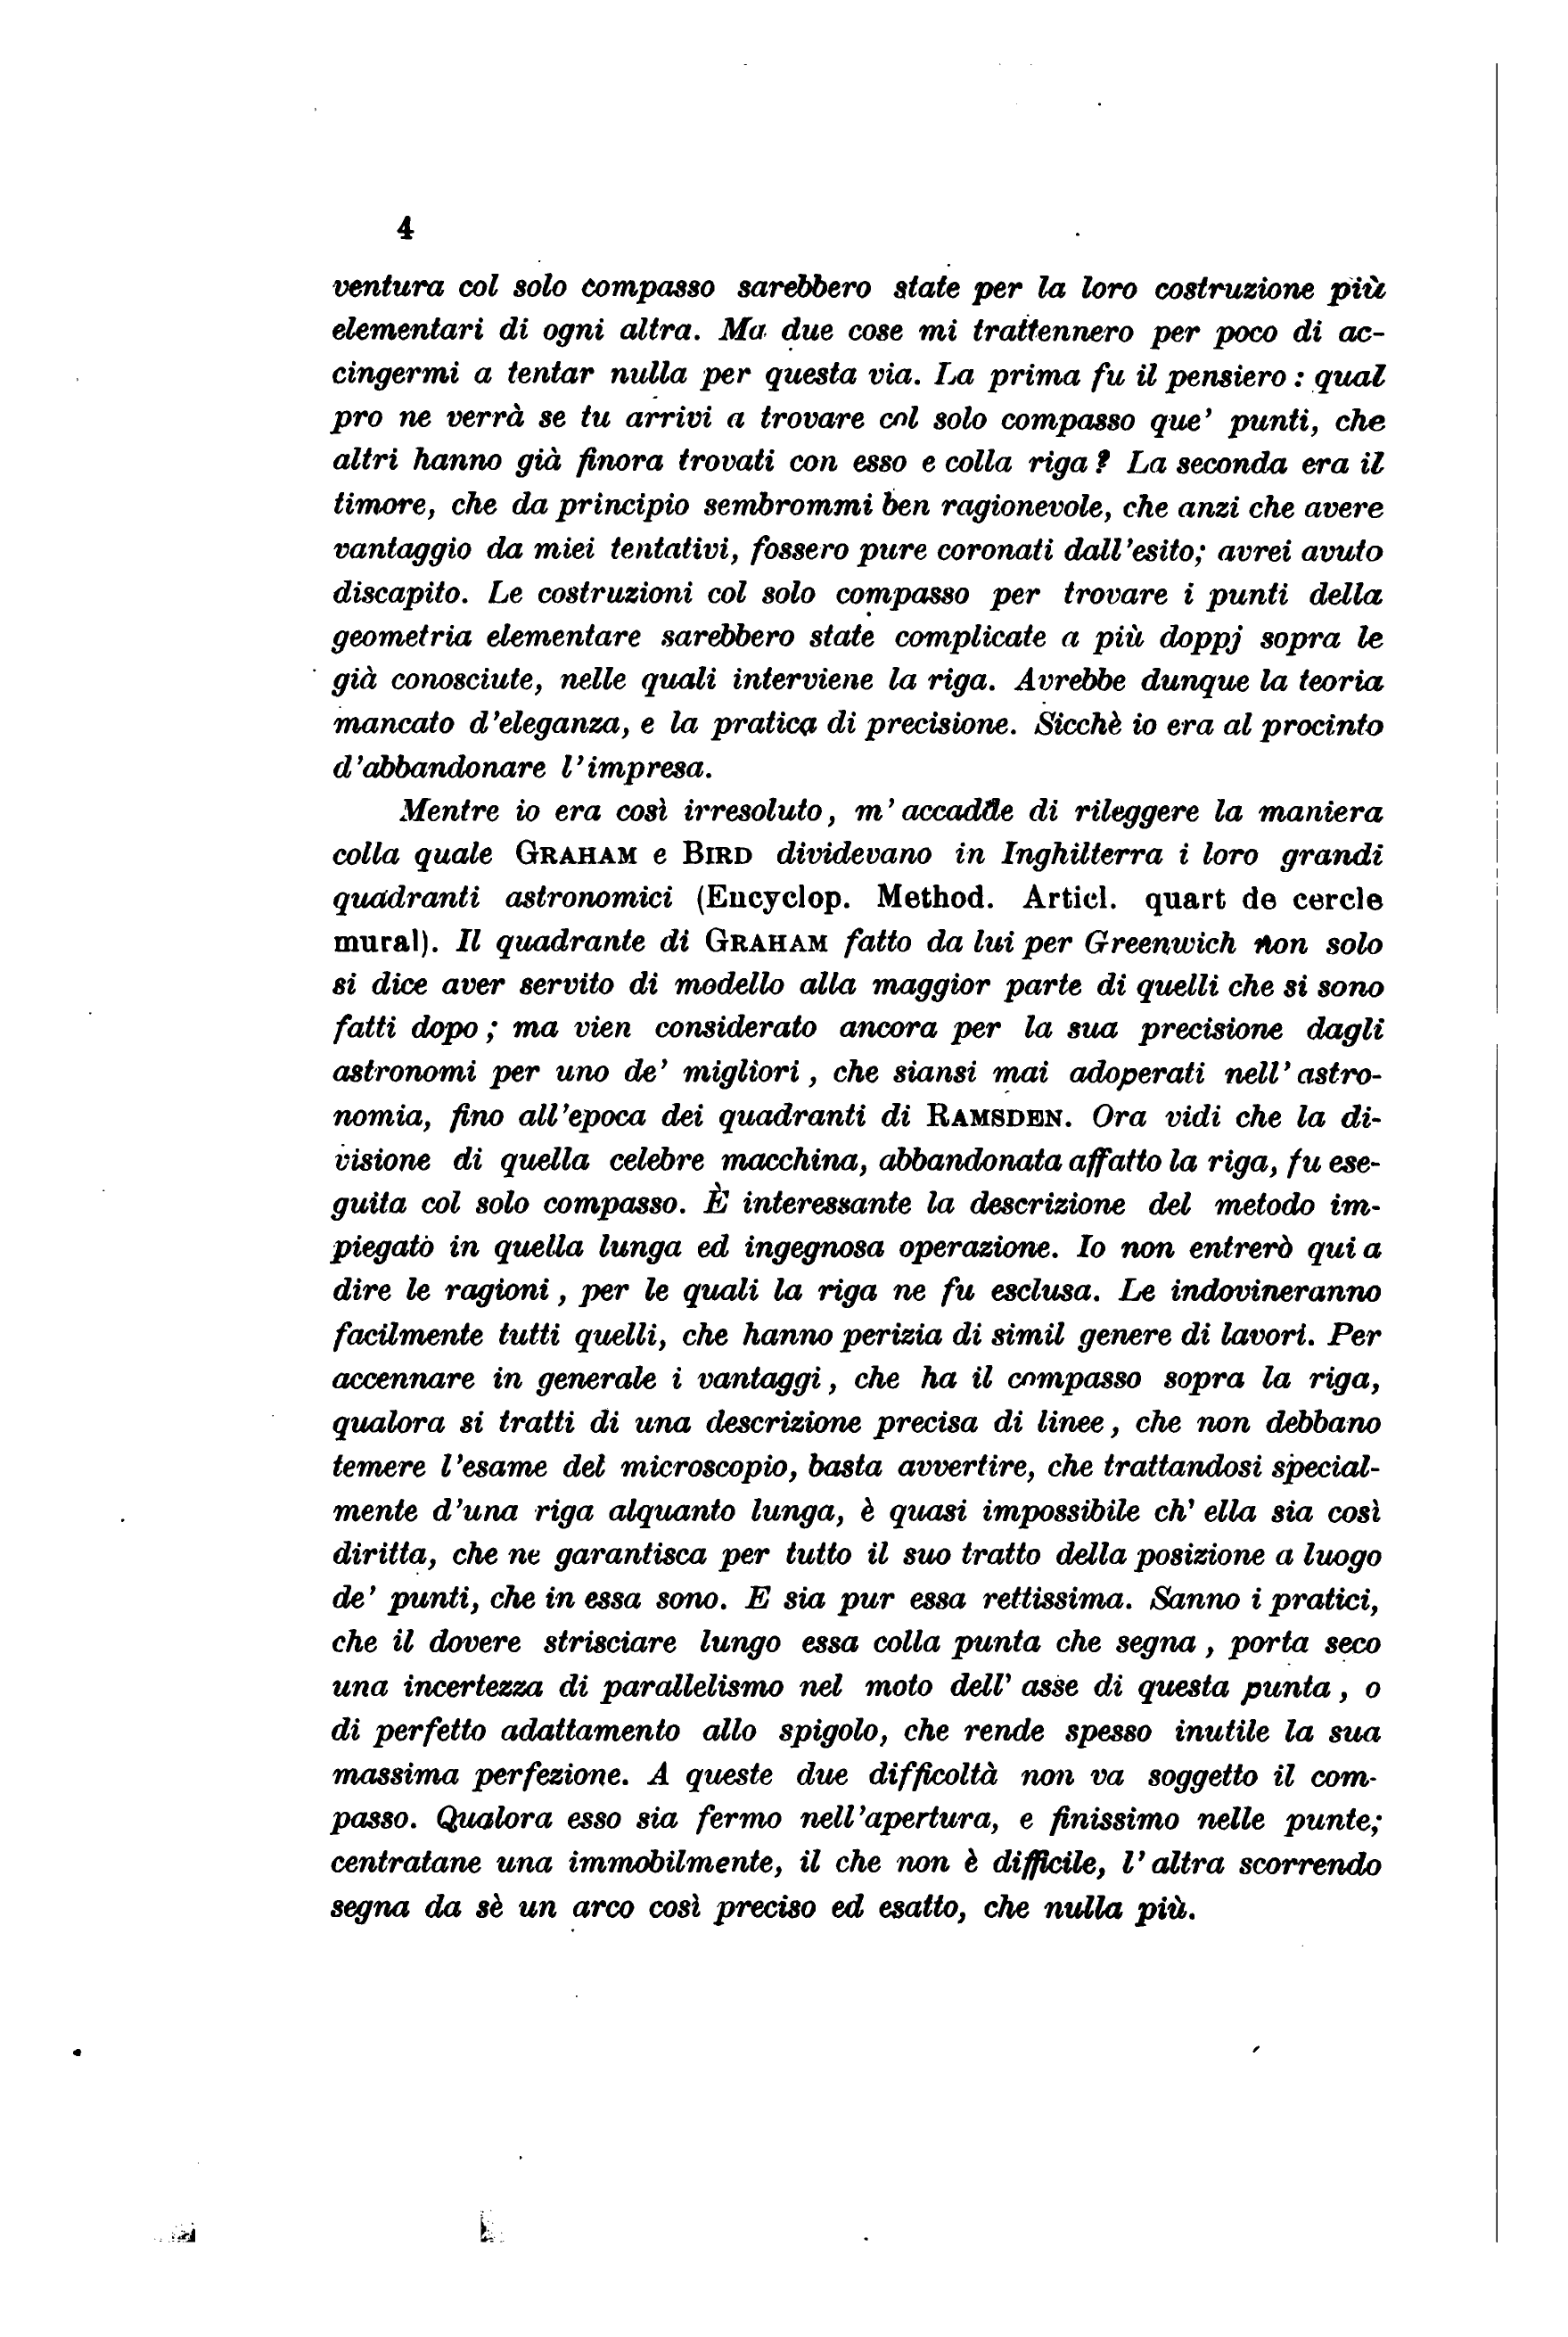 4
ventura col solo compasso sarebbero state per la loro costruzione più
elementari di ogni altra. Ma due cose mi trattennero per poco di ac-
cingermi a tentar nulla per questa via. La prima fu il pensiero : qual
pro ne verrà se tu arrivi a trovare col solo compasso que' punti, che
altri hanno già finora trovati con esso e colla riga? La seconda era il
timore, che da principio sembrommi ben ragionevole, che anzi che avere
vantaggio da miei tentativi, fossero pure coronati dall'esito; avrei avuto
discapito. Le costruzioni col solo compasso per trovare i punti della
geometria elementare sarebbero state complicate a più doppj sopra le
già conosciute, nelle quali interviene la riga. Avrebbe dunque la teoria
mancato d'eleganza, e la pratica di precisione. Sicchè io era al procinto
d'abbandonare l'impresa.
Mentre io era così irresoluto, m'accadde di rileggere la maniera
colla quale GRAHAM e BIRD dividevano in Inghilterra i loro grandi
quadranti astronomici (Encyclop. Method. Articl. quart de cercle
mural). Il quadrante di GRAHAM fatto da lui per Greenwich non solo
si dice aver servito di modello alla maggior parte di quelli che si sono
fatti dopo; ma vien considerato ancora per la sua precisione dagli
astronomi per uno de' migliori, che siansi mai adoperati nell'astro-
nomia, fino all'epoca dei quadranti di RAMSDEN. Ora vidi che la di-
visione di quella celebre macchina, abbandonata affatto la riga, fu ese-
guita col solo compasso. È interessante la descrizione del metodo im-
piegato in quella lunga ed ingegnosa operazione. Io non entrerò qui a
dire le ragioni, per le quali la riga ne fu esclusa. Le indovineranno
facilmente tutti quelli, che hanno perizia di simil genere di lavori. Per
accennare in generale i vantaggi, che ha il compasso sopra la riga,
qualora si tratti di una descrizione precisa di linee, che non debbano
temere l'esame del microscopio, basta avvertire, che trattandosi special-
mente d'una riga alquanto lunga, è quasi impossibile ch'ella sia così
diritta, che ne garantisca per tutto il suo tratto della posizione a luogo
de' punti, che in essa sono. E sia pur essa rettissima. Sanno i pratici,
che il dovere strisciare lungo essa colla punta che segna, porta seco
una incertezza di parallelismo nel moto dell'asse di questa punta, o
di perfetto adattamento allo spigolo, che rende spesso inutile la sua
massima perfezione. A queste due difficoltà non va soggetto il com-
passo. Qualora esso sia fermo nell'apertura, e finissimo nelle punte;
centratane una immobilmente, il che non è difficile, l'altra scorrendo
segna da sè un arco così preciso ed esatto, che nulla più.